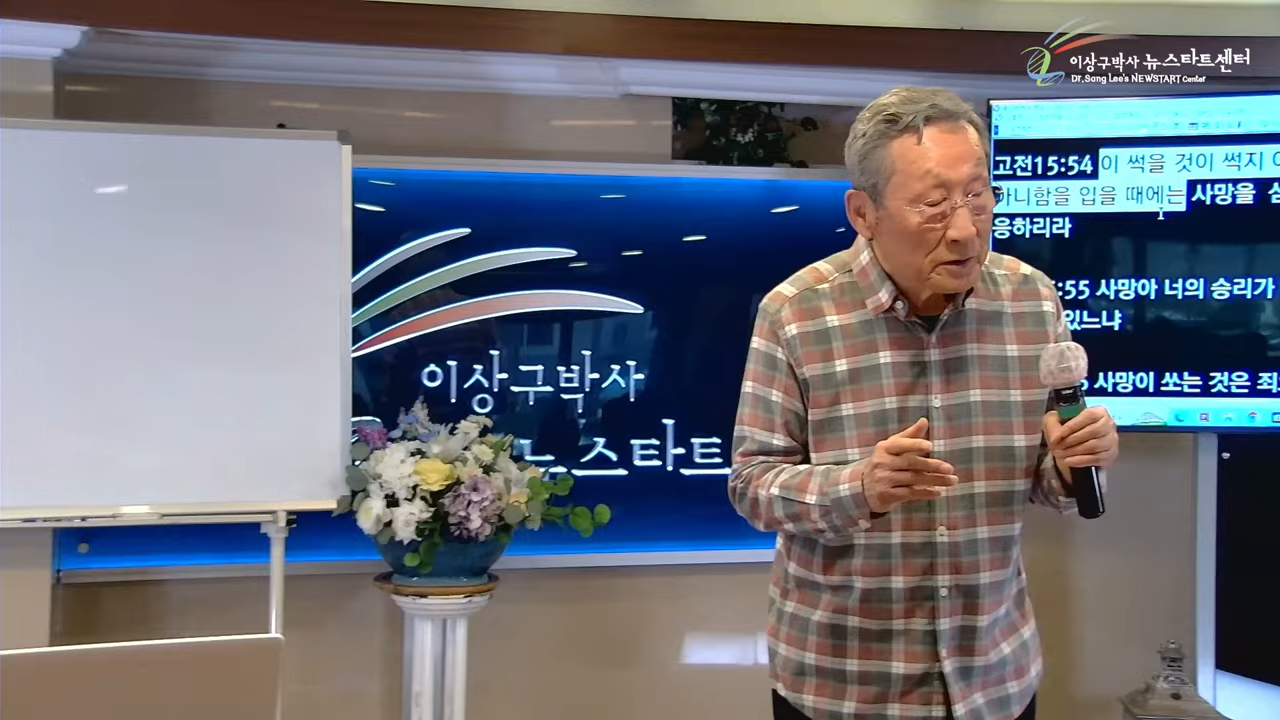 이상구박사 뉴스타트센터
Dr. Sang Lee's NEWSTART Center
고전15:54 이 썩을 것이 썩지
아니함을 입을 때에는 사망을
응하리라
:55 사망아 너의 승리가
있느냐
사망이 쏘는 것은
이상구박사
뉴스타트